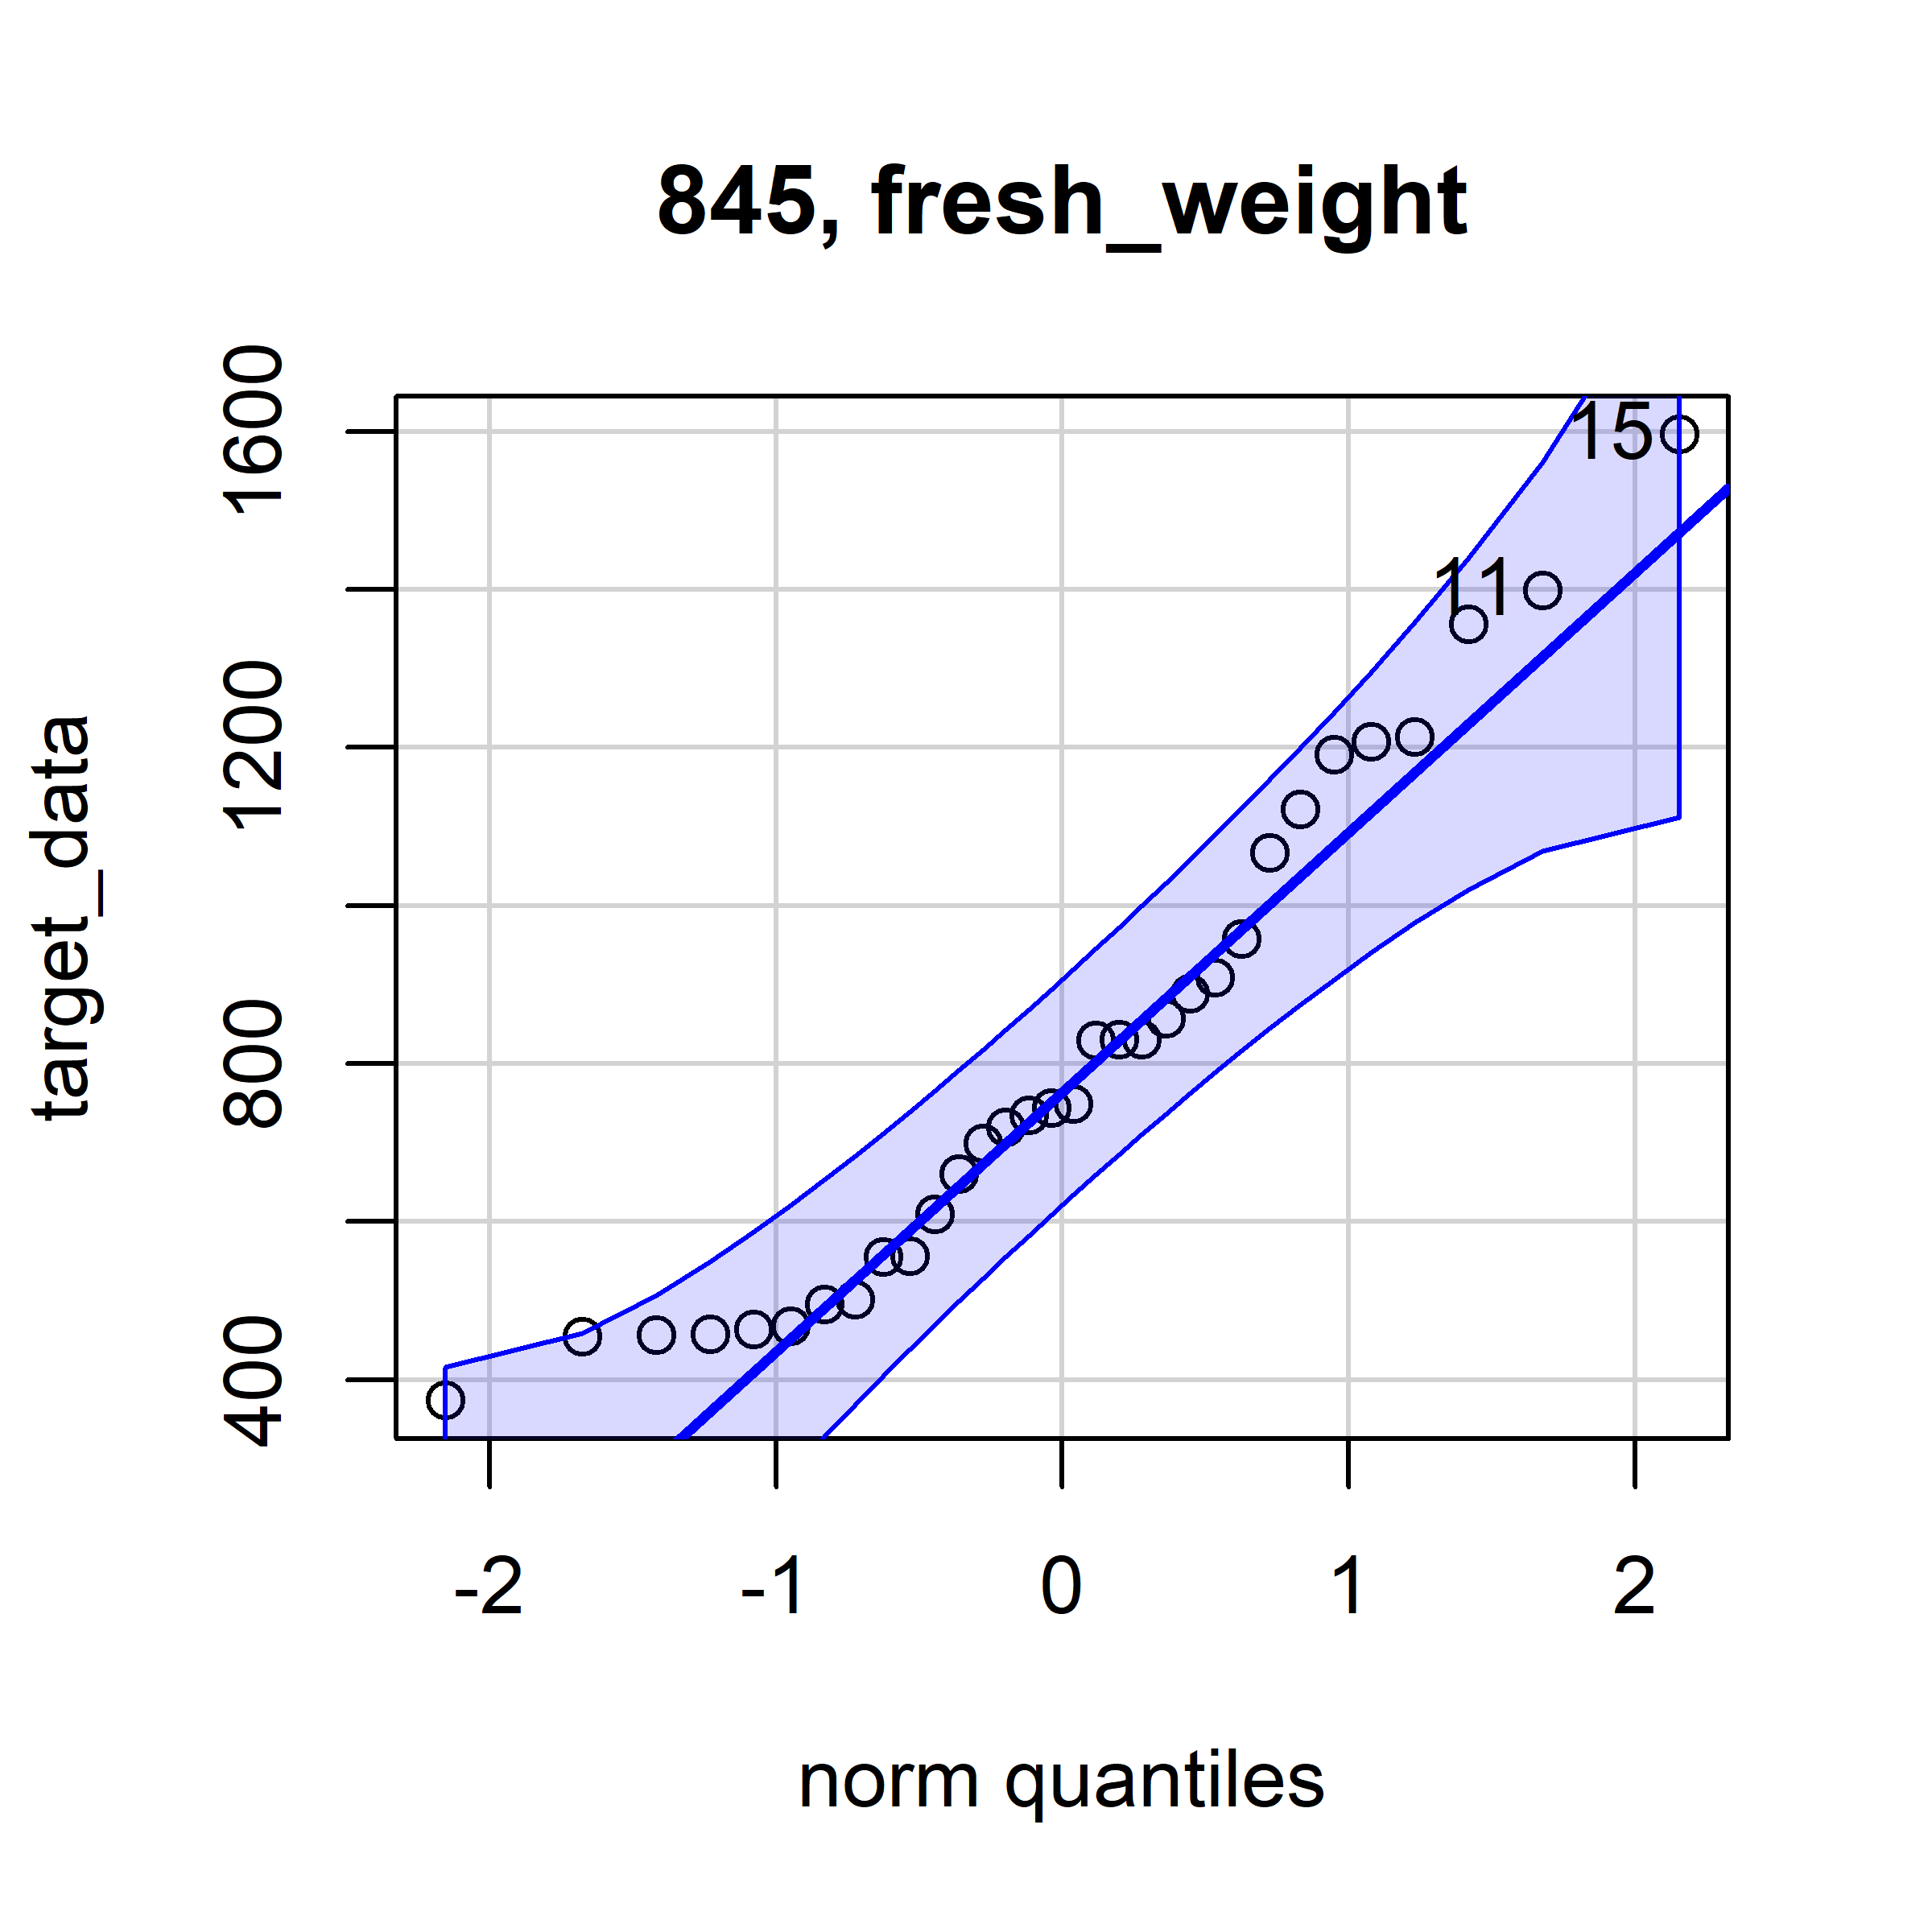 845, fresh_weight
1600
1200
800
400
target_data
15
11
-2 -1 0 1 2
norm quantiles